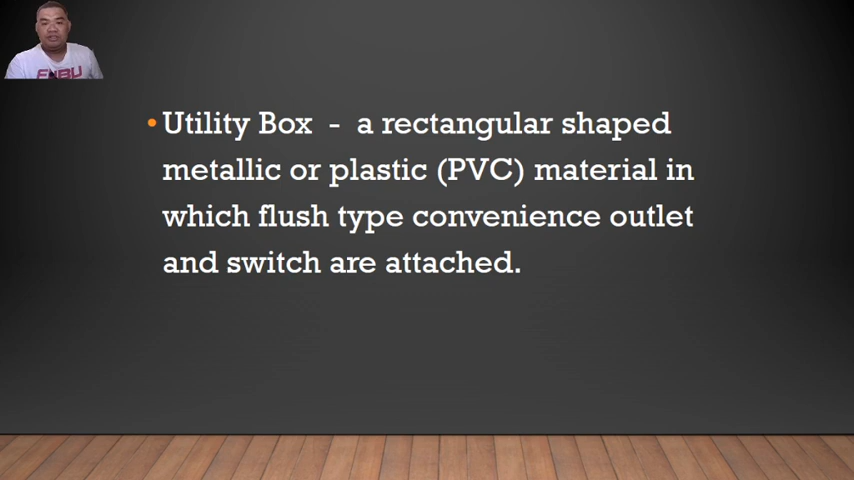 FUBU
• Utility Box - a rectangular shaped
metallic or plastic (PVC) material in
which flush type convenience outlet
and switch are attached.